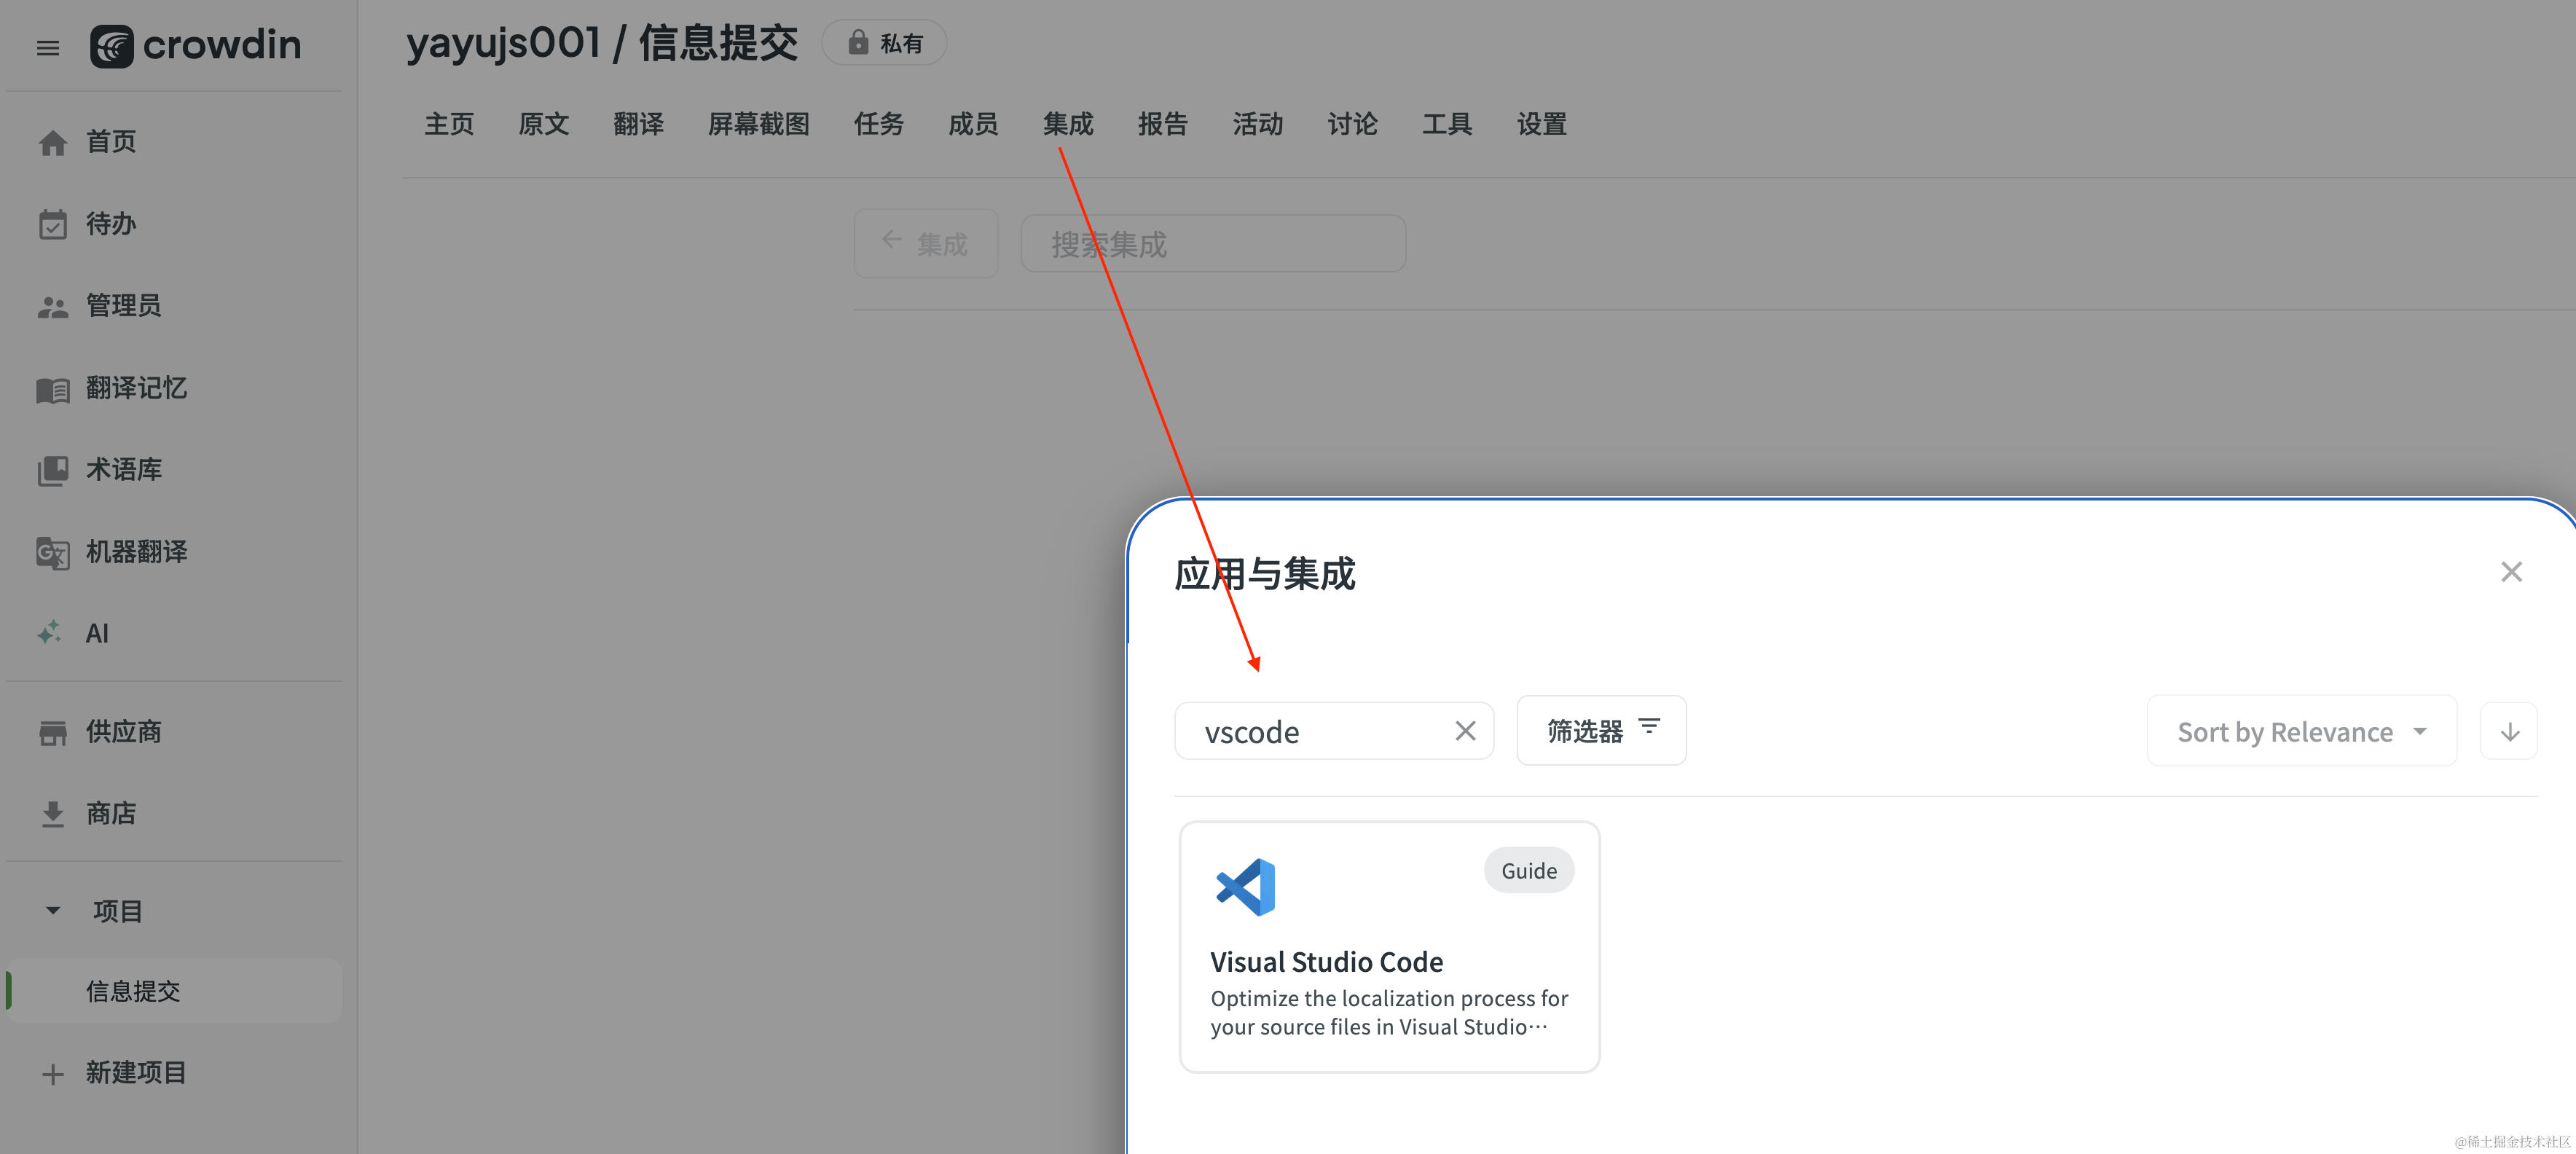 crowdin
首页
待办
管理员
翻译记忆
术语库
机器翻译
AI
供应商
商店
项目
信息提交
新建项目
yayujs001 / 信息提交
私有
主页
原文
翻译
屏幕截图
任务
成员
集成
报告
活动
讨论
工具
设置
集成
搜索集成
应用与集成
vscode
筛选器
Sort by Relevance
Guide
Visual Studio Code
Optimize the localization process for
your source files in Visual Studio…
@稀土掘金技术社区